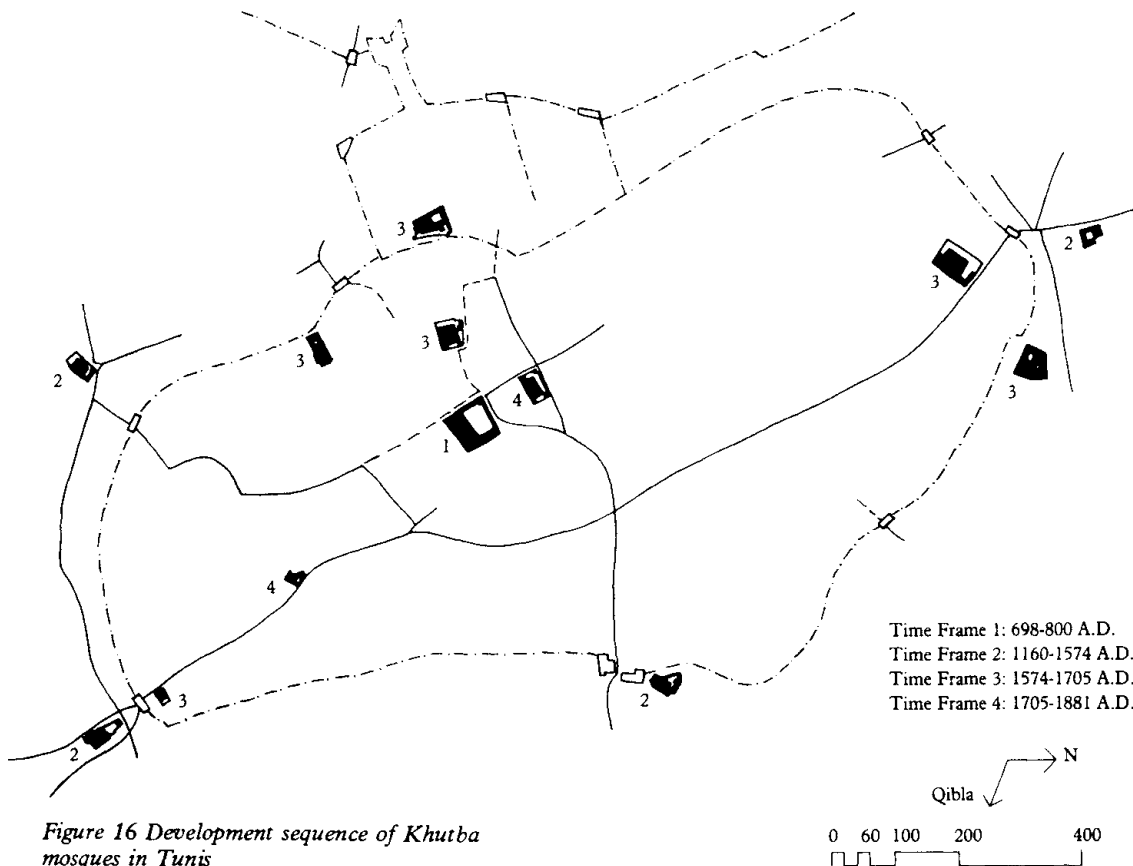 3
2
3
2
3
3
4
3
1
4
3
2
2
Time Frame 1: 698-800 A.D.
Time Frame 2: 1160-1574 A.D.
Time Frame 3: 1574-1705 A.D.
Time Frame 4: 1705-1881 A.D.
N
Qibla
Figure 16 Development sequence of Khutba
mosques in Tunis
0 60 100 200 400